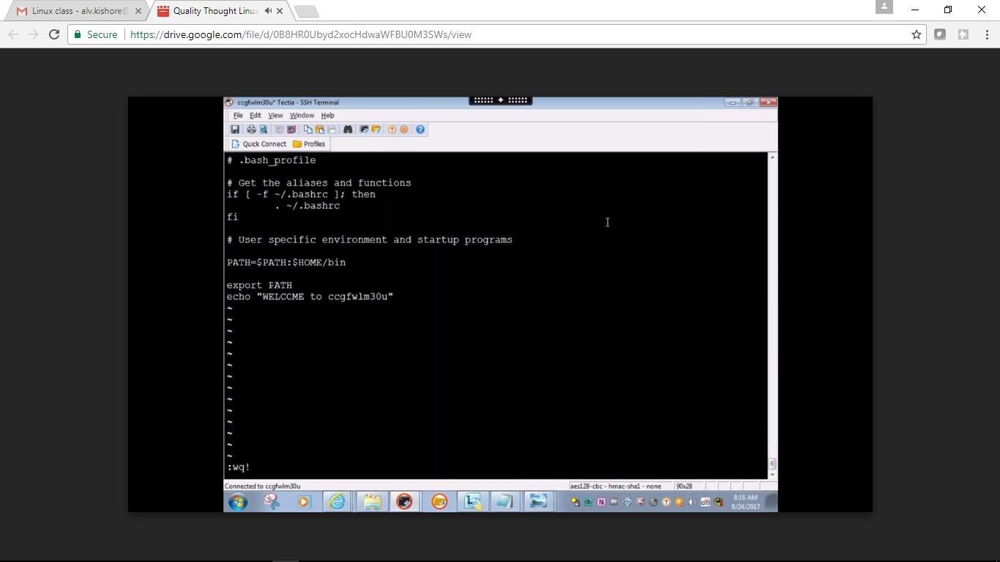 Linux class - alv.kishore@
Quality Thought Linux
Secure
https://drive.google.com/file/d/0B8HR0Ubyd2xocHdwaWFBU0M3SWs/view
ccgfwlm30u* Tectia - SSH Terminal
File Edit View Window Help
Quick Connect Profiles
# .bash_profile
# Get the aliases and functions
if [ -f ~/.bashrc ]; then
. ~/.bashrc
fi
# User specific environment and startup programs
PATH=$PATH:$HOME/bin
export PATH
echo "WELCCME to ccgfwlm30u"
~
~
~
~
~
~
~
~
~
~
~
~
~
~
:wq!
Connected to ccgfwlm30u
aes128-cbc - hmac-sha1 - none
90x28
8:16 AM
6/24/2017